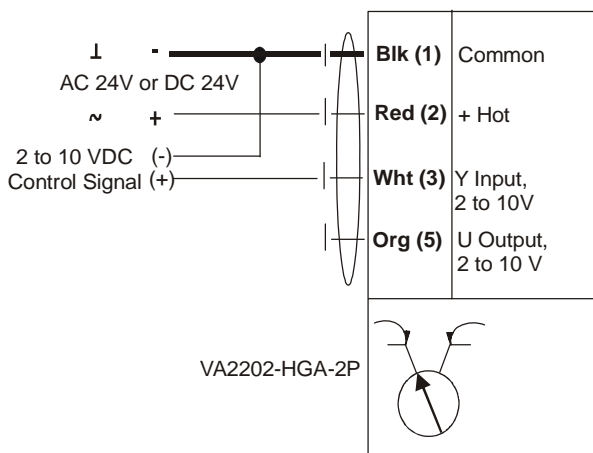 ⊥ - Blk (1) Common
AC 24V or DC 24V
~ + Red (2) + Hot
2 to 10 VDC (-)
Control Signal (+) Wht (3) Y Input,
2 to 10V
Org (5) U Output,
2 to 10 V
VA2202-HGA-2P